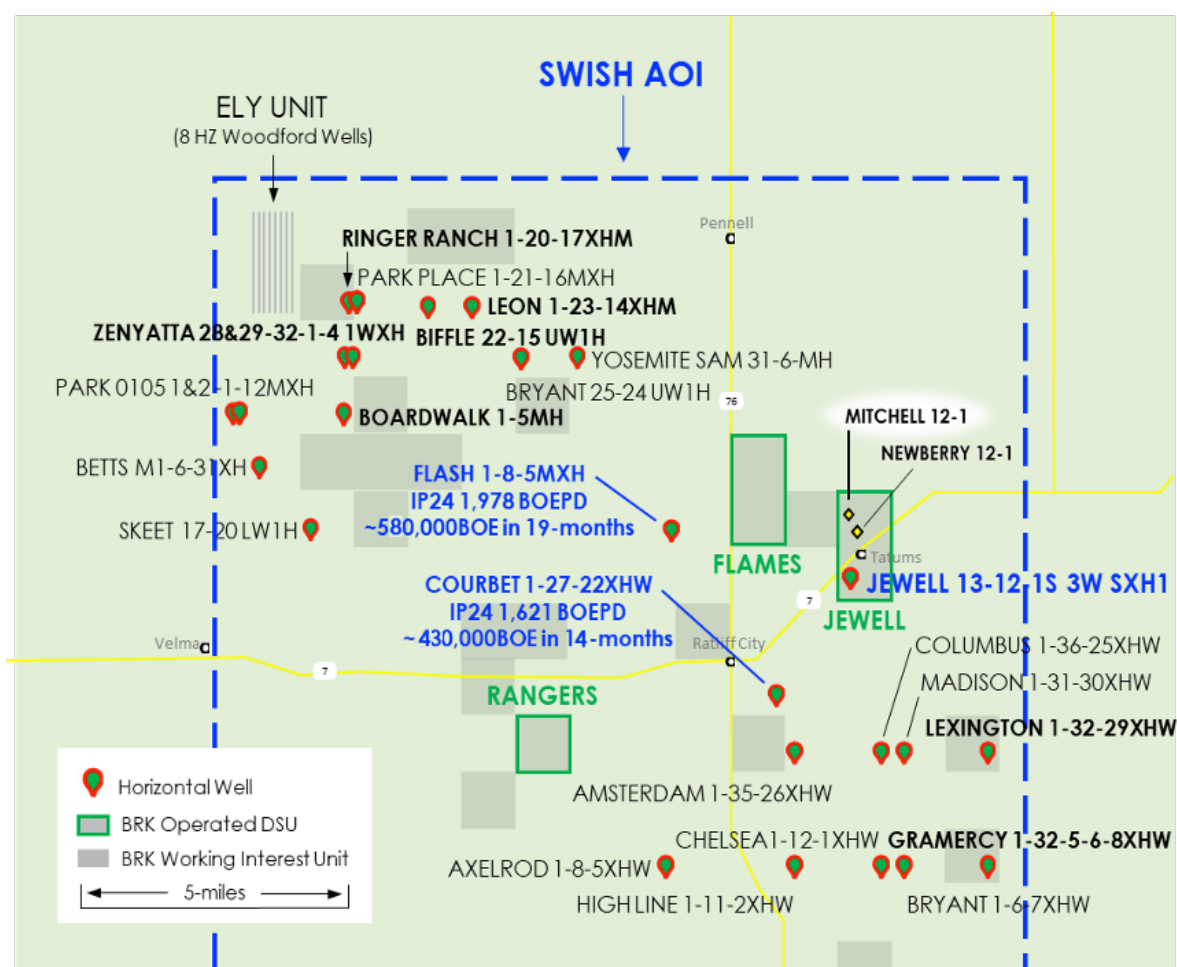 SWISH AOI
ELY UNIT
(8 HZ Woodford Wells)
Pennell
RINGER RANCH 1-20-17XHM
PARK PLACE 1-21-16MXH
LEON 1-23-14XHM
ZENYATTA 28&29-32-1-4 1WXH
BIFFLE 22-15 UW1H
YOSEMITE SAM 31-6-MH
PARK 0105 1&2-1-12MXH
BRYANT 25-24 UW1H
76
BOARDWALK 1-5MH
MITCHELL 12-1
NEWBERRY 12-1
BETTS M1-6-31XH
FLASH 1-8-5MXH
IP24 1,978 BOEPD
~580,000BOE in 19-months
SKEET 17-20 LW1H
FLAMES
Tatums
COURBET 1-27-22XHW
IP24 1,621 BOEPD
~430,000BOE in 14-months
JEWELL 13-12-1S 3W SXH1
7
JEWELL
Velma
Ratliff City
COLUMBUS 1-36-25XHW
7
MADISON 1-31-30XHW
RANGERS
LEXINGTON 1-32-29XHW
AMSTERDAM 1-35-26XHW
CHELSEA 1-12-1XHW
GRAMERCY 1-32-5-6-8XHW
AXELROD 1-8-5XHW
HIGH LINE 1-11-2XHW
BRYANT 1-6-7XHW
Horizontal Well
BRK Operated DSU
BRK Working Interest Unit
5-miles